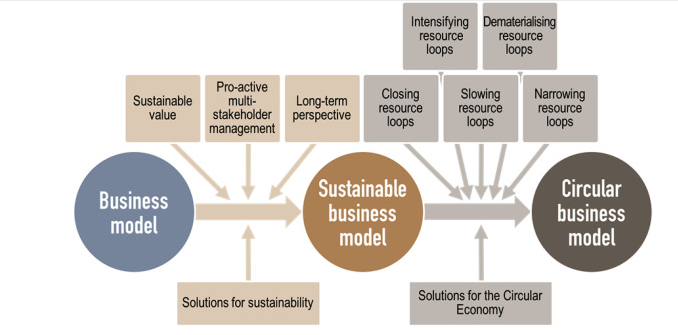 Intensifying
resource
loops
Dematerialising
resource
loops
Sustainable
value
Pro-active
multi-
stakeholder
management
Long-term
perspective
Closing
resource
loops
Slowing
resource
loops
Narrowing
resource
loops
Business
model
Sustainable
business
model
Circular
business
model
Solutions for sustainability
Solutions for the Circular
Economy